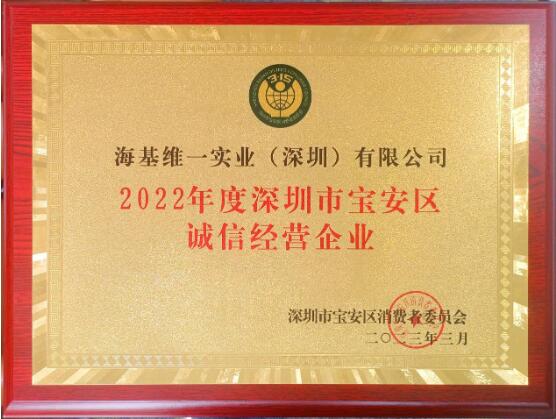 3·15
海基维一实业（深圳）有限公司
2022年度深圳市宝安区
诚信经营企业
深圳市宝安区消费者委员会
二〇二三年三月